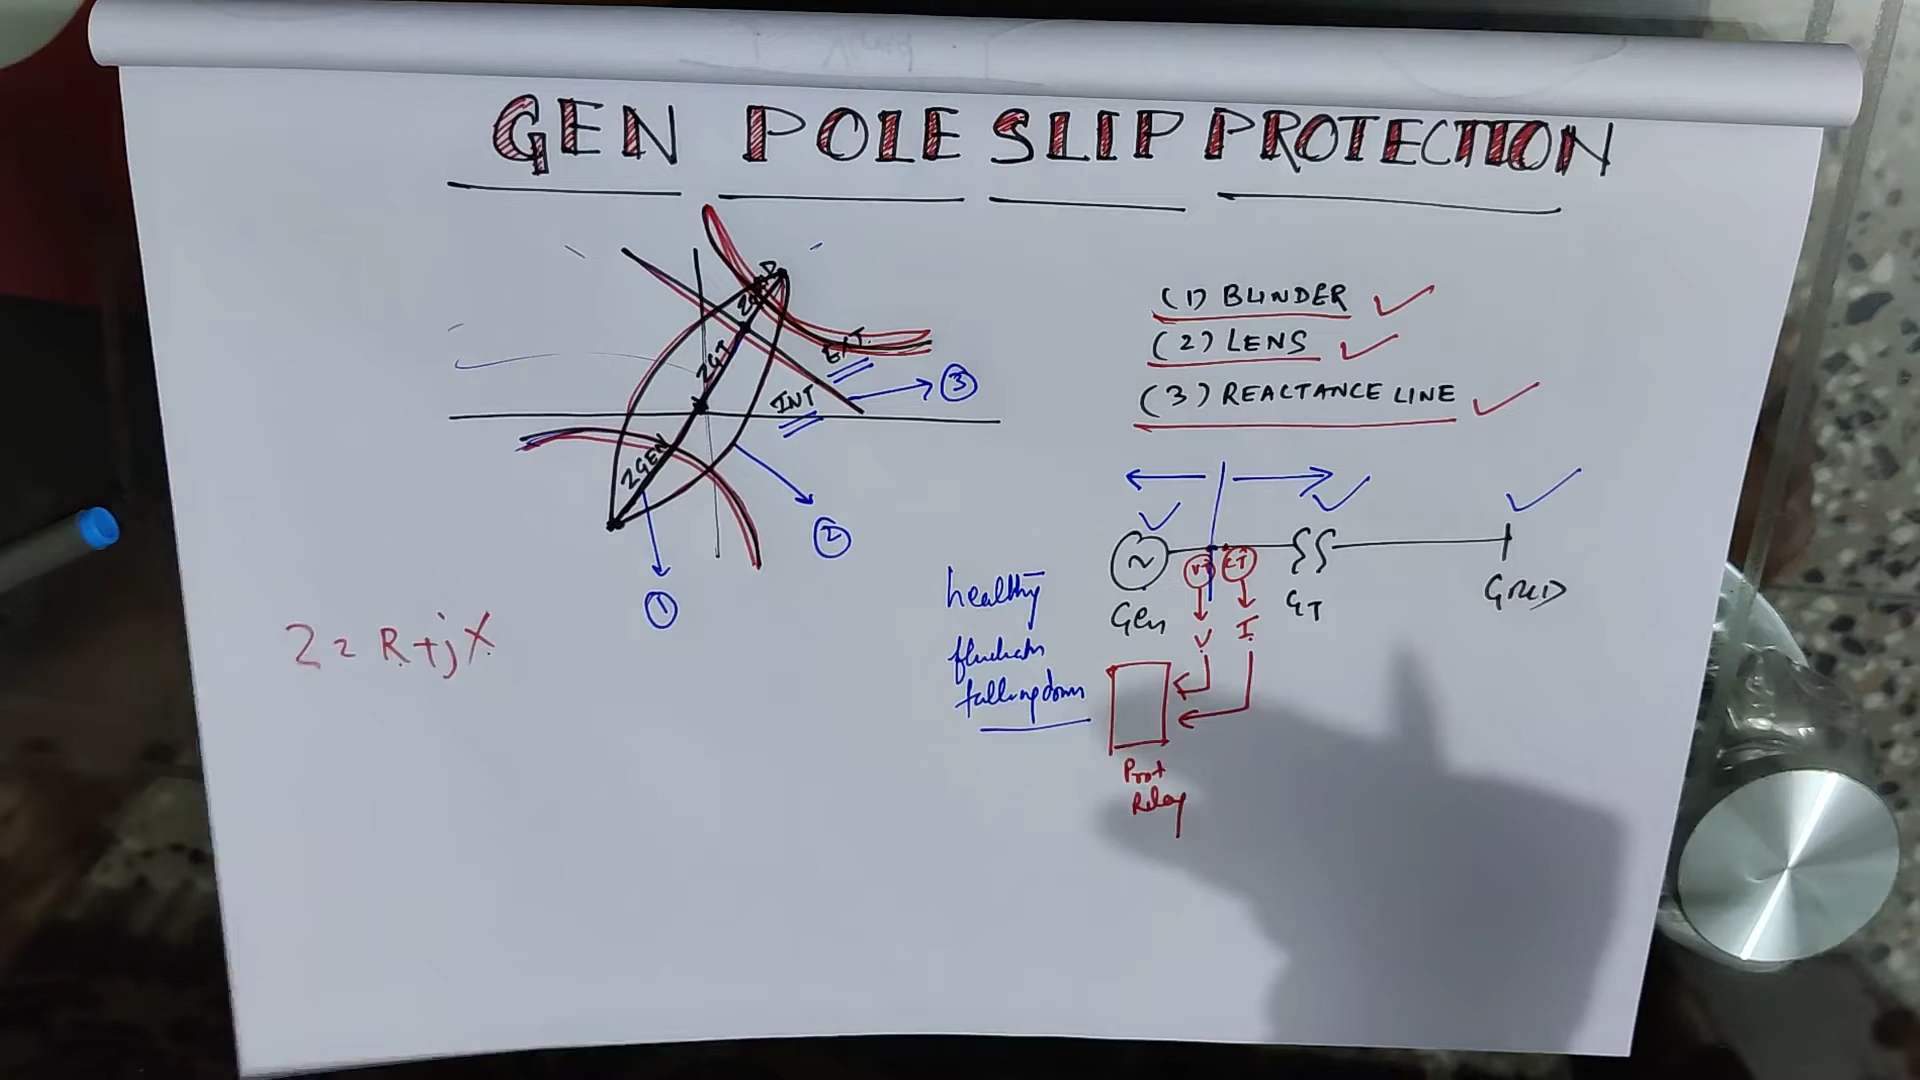 GEN POLE SLIP PROTECTION
ZGT
EXT.
INT
ZGEN
3
2
1
(1) BLINDER
(2) LENS
(3) REACTANCE LINE
Z = R+jX
healthy
falling down
VT
CT
Gen
GT
GRID
V
I
Prot
Relay